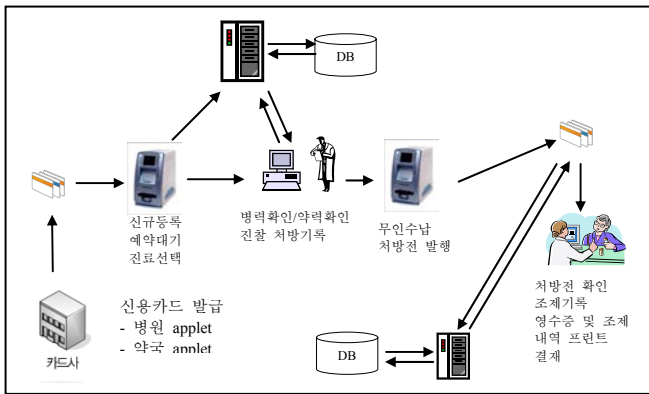 DB
신규등록
예약대기
진료선택
병력확인/약력확인
진찰 처방기록
무인수납
처방전 발행
처방전 확인
조제기록
영수증 및 조제
내역 프린트
결재
신용카드 발급
- 병원 applet
- 약국 applet
카드사
DB